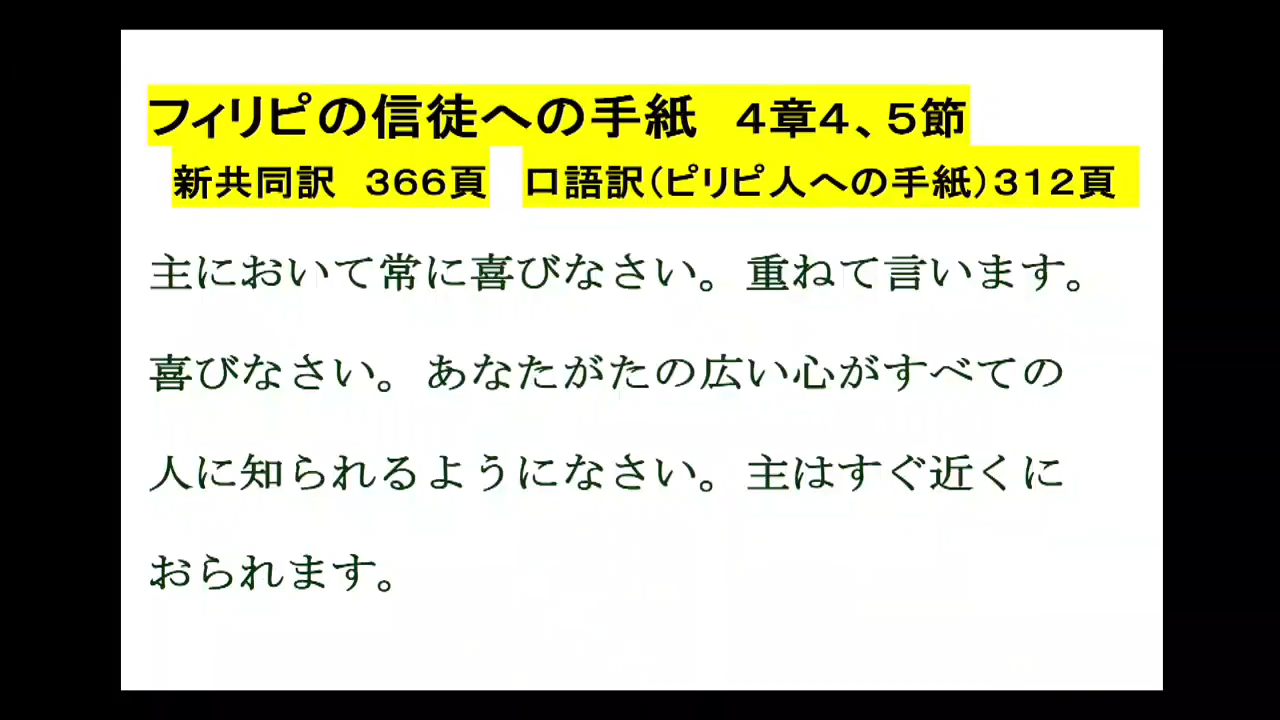 フィリピの信徒への手紙　４章４、５節
新共同訳　３６６頁　口語訳（ピリピ人への手紙）３１２頁
主において常に喜びなさい。重ねて言います。
喜びなさい。あなたがたの広い心がすべての
人に知られるようになさい。主はすぐ近くに
おられます。